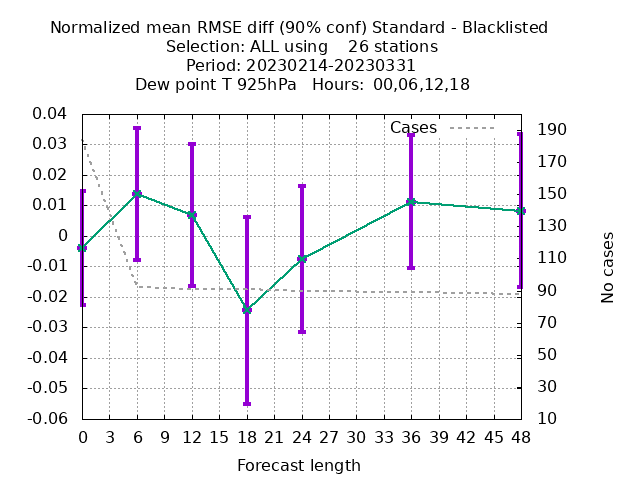 Normalized mean RMSE diff (90% conf) Standard - Blacklisted
Selection: ALL using    26 stations
Period: 20230214-20230331
Dew point T 925hPa   Hours: 00,06,12,18
Cases
0.04
0.03
0.02
0.01
0
-0.01
-0.02
-0.03
-0.04
-0.05
-0.06
190
170
150
130
110
90
70
50
30
10
No cases
0 3 6 9 12 15 18 21 24 27 30 33 36 39 42 45 48
Forecast length